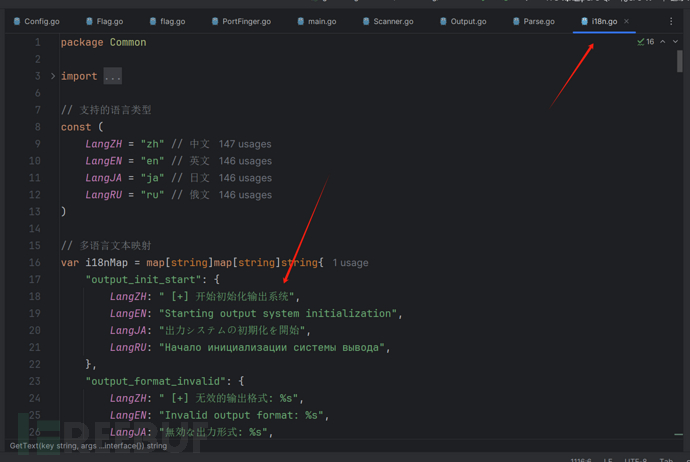 Config.go Flag.go flag.go PortFinger.go main.go Scanner.go Output.go Parse.go i18n.go
1 package Common 16
2
3 import ...
6
7 // 支持的语言类型
8 const (
9 LangZH = "zh" // 中文 147 usages
10 LangEN = "en" // 英文 146 usages
11 LangJA = "ja" // 日文 146 usages
12 LangRU = "ru" // 俄文 146 usages
13 )
14
15 // 多语言文本映射
16 var i18nMap = map[string]map[string]string{ 1 usage
17 "output_init_start": {
18 LangZH: " [+] 开始初始化输出系统",
19 LangEN: "Starting output system initialization",
20 LangJA: "出力システムの初期化を開始",
21 LangRU: "Начало инициализации системы вывода",
22 },
23 "output_format_invalid": {
24 LangZH: " [+] 无效的输出格式: %s",
25 LangEN: "Invalid output format: %s",
26 LangJA: "無効な出力形式: %s",
REEBUF
GetText(key string, args ...interface{}) string
1116:6 LF UTF-8 Tab